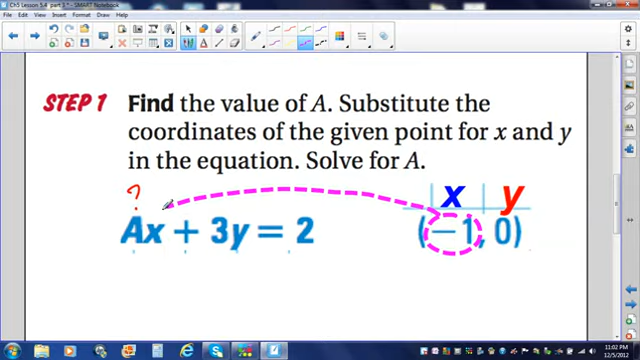 Ch5 Lesson 5.4 part 3 * - SMART Notebook
File Edit View Insert Format Tools Draw Help
STEP 1 Find the value of A. Substitute the
coordinates of the given point for x and y
in the equation. Solve for A.
?
x y
Ax + 3y = 2
(−1, 0)
11:02 PM
12/5/2012